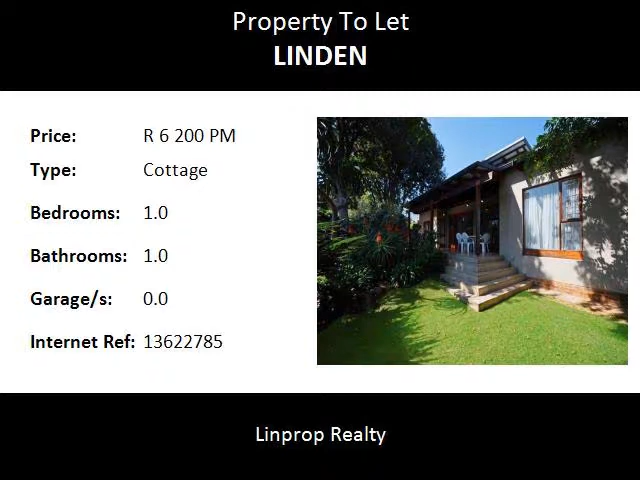 Property To Let
LINDEN
Price: R 6 200 PM
Type: Cottage
Bedrooms: 1.0
Bathrooms: 1.0
Garage/s: 0.0
Internet Ref: 13622785
Linprop Realty